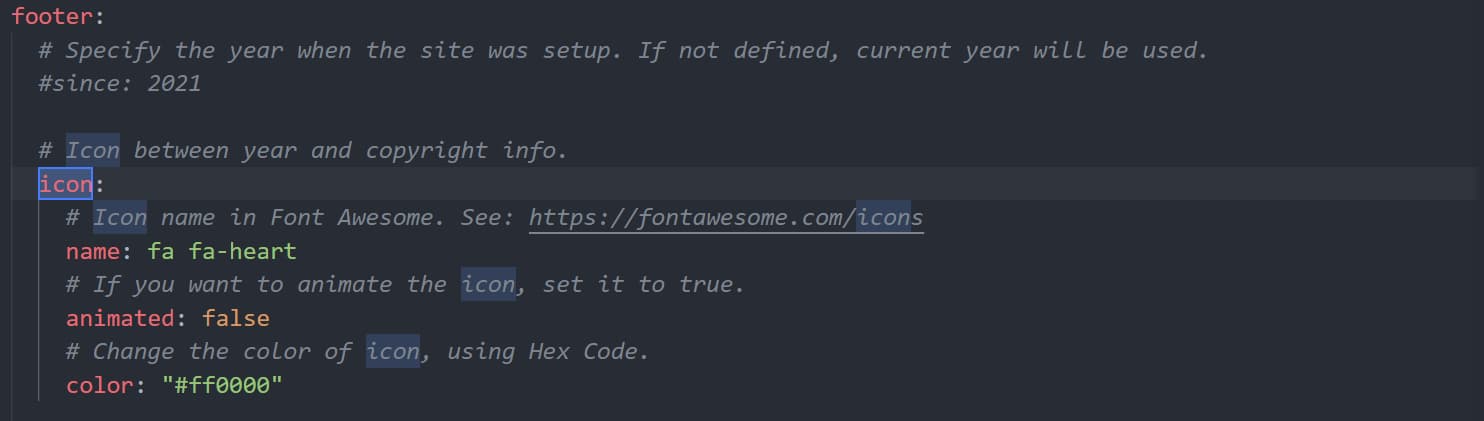 footer:
# Specify the year when the site was setup. If not defined, current year will be used.
#since: 2021
# Icon between year and copyright info.
icon:
# Icon name in Font Awesome. See: https://fontawesome.com/icons
name: fa fa-heart
# If you want to animate the icon, set it to true.
animated: false
# Change the color of icon, using Hex Code.
color: "#ff0000"